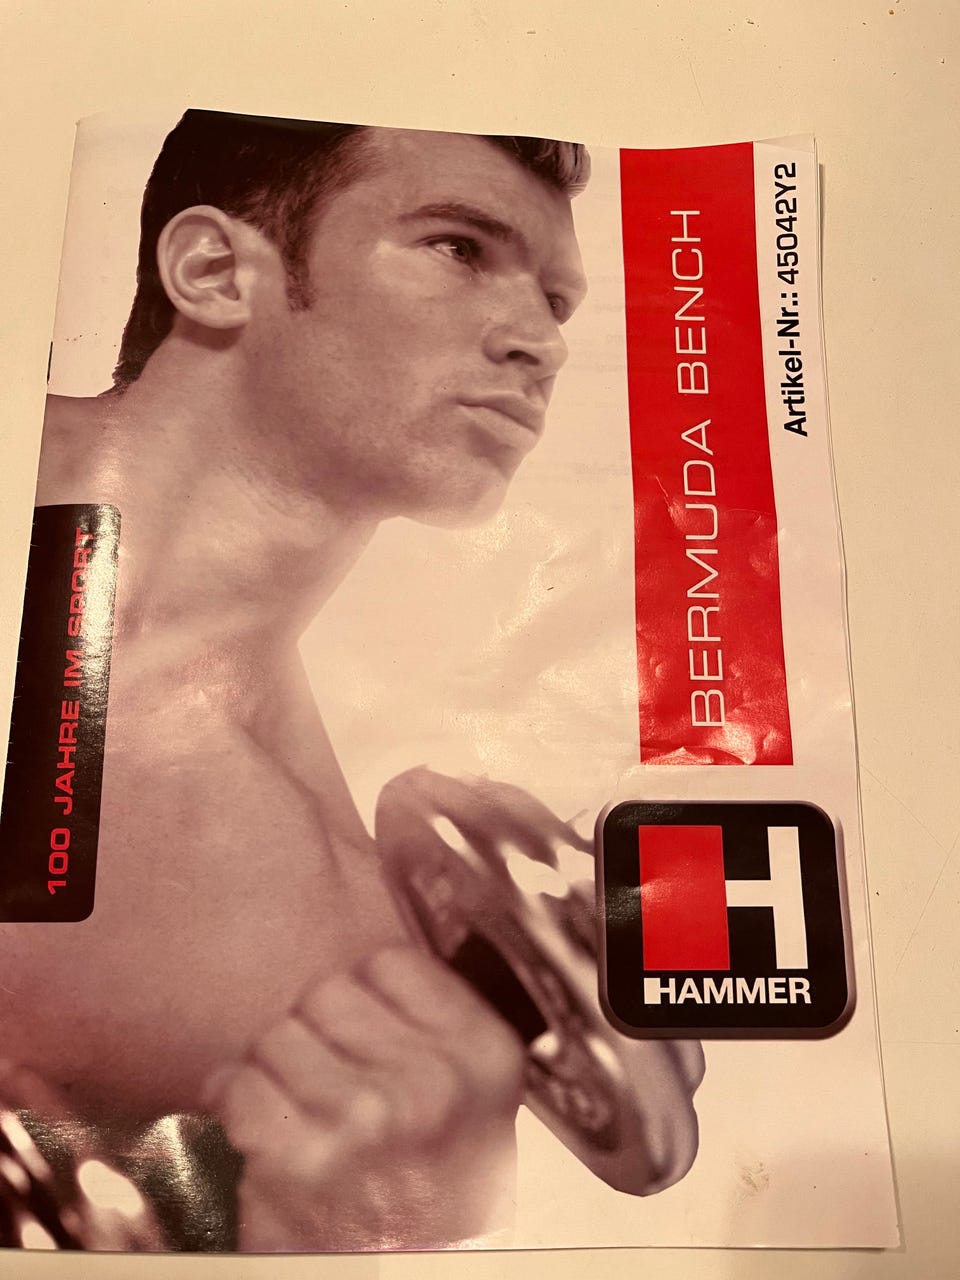 Artikel-Nr.: 45042Y2
BERMUDA BENCH
100 JAHRE IM SPORT
H
HAMMER